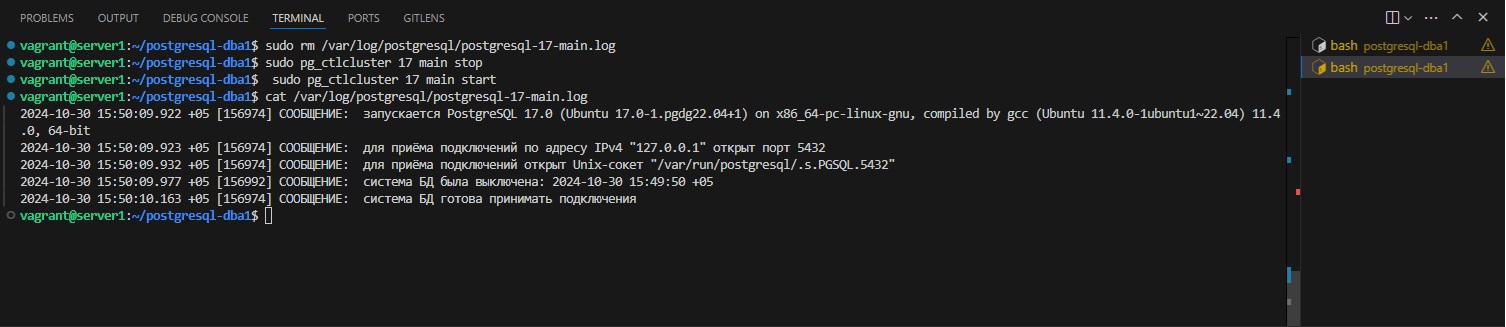 PROBLEMS OUTPUT DEBUG CONSOLE TERMINAL PORTS GITLENS
vagrant@server1:~/postgresql-dba1$ sudo rm /var/log/postgresql/postgresql-17-main.log
vagrant@server1:~/postgresql-dba1$ sudo pg_ctlcluster 17 main stop
vagrant@server1:~/postgresql-dba1$  sudo pg_ctlcluster 17 main start
vagrant@server1:~/postgresql-dba1$ cat /var/log/postgresql/postgresql-17-main.log
2024-10-30 15:50:09.922 +05 [156974] СООБЩЕНИЕ:  запускается PostgreSQL 17.0 (Ubuntu 17.0-1.pgdg22.04+1) on x86_64-pc-linux-gnu, compiled by gcc (Ubuntu 11.4.0-1ubuntu1~22.04) 11.4
.0, 64-bit
2024-10-30 15:50:09.923 +05 [156974] СООБЩЕНИЕ:  для приёма подключений по адресу IPv4 "127.0.0.1" открыт порт 5432
2024-10-30 15:50:09.932 +05 [156974] СООБЩЕНИЕ:  для приёма подключений открыт Unix-сокет "/var/run/postgresql/.s.PGSQL.5432"
2024-10-30 15:50:09.977 +05 [156992] СООБЩЕНИЕ:  система БД была выключена: 2024-10-30 15:49:50 +05
2024-10-30 15:50:10.163 +05 [156974] СООБЩЕНИЕ:  система БД готова принимать подключения
vagrant@server1:~/postgresql-dba1$
bash postgresql-dba1
bash postgresql-dba1